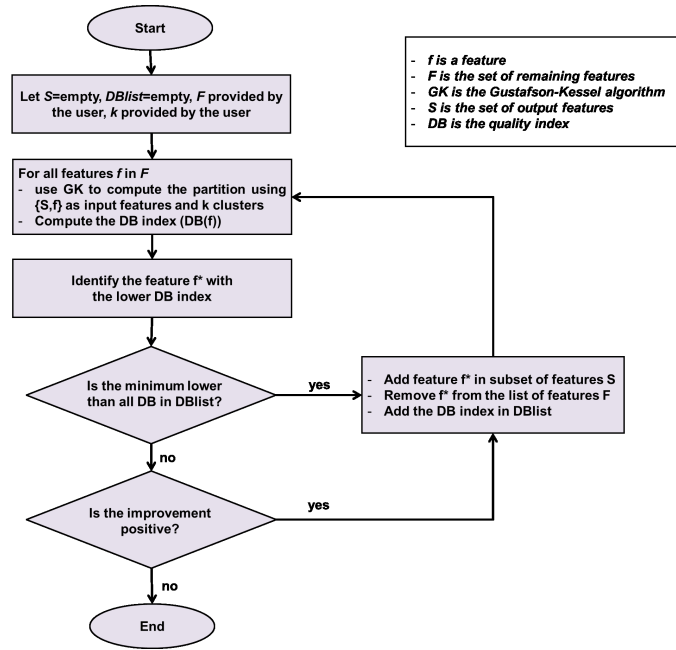 Start
- f is a feature
- F is the set of remaining features
- GK is the Gustafson-Kessel algorithm
- S is the set of output features
- DB is the quality index
Let S=empty, DBlist=empty, F provided by
the user, k provided by the user
For all features f in F
- use GK to compute the partition using
{S,f} as input features and k clusters
- Compute the DB index (DB(f))
Identify the feature f* with
the lower DB index
Is the minimum lower
than all DB in DBlist?
yes
- Add feature f* in subset of features S
- Remove f* from the list of features F
- Add the DB index in DBlist
no
Is the improvement
positive?
yes
no
End